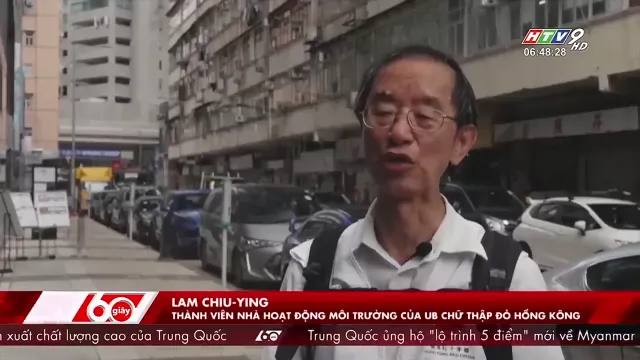 HTV9 HD
06:48:28
LAM CHIU-YING
THÀNH VIÊN NHÀ HOẠT ĐỘNG MÔI TRƯỜNG CỦA UB CHỮ THẬP ĐỎ HỒNG KÔNG
60 giây
n xuất chất lượng cao của Trung Quốc 60 giây Trung Quốc ủng hộ "lộ trình 5 điểm" mới về Myanmar